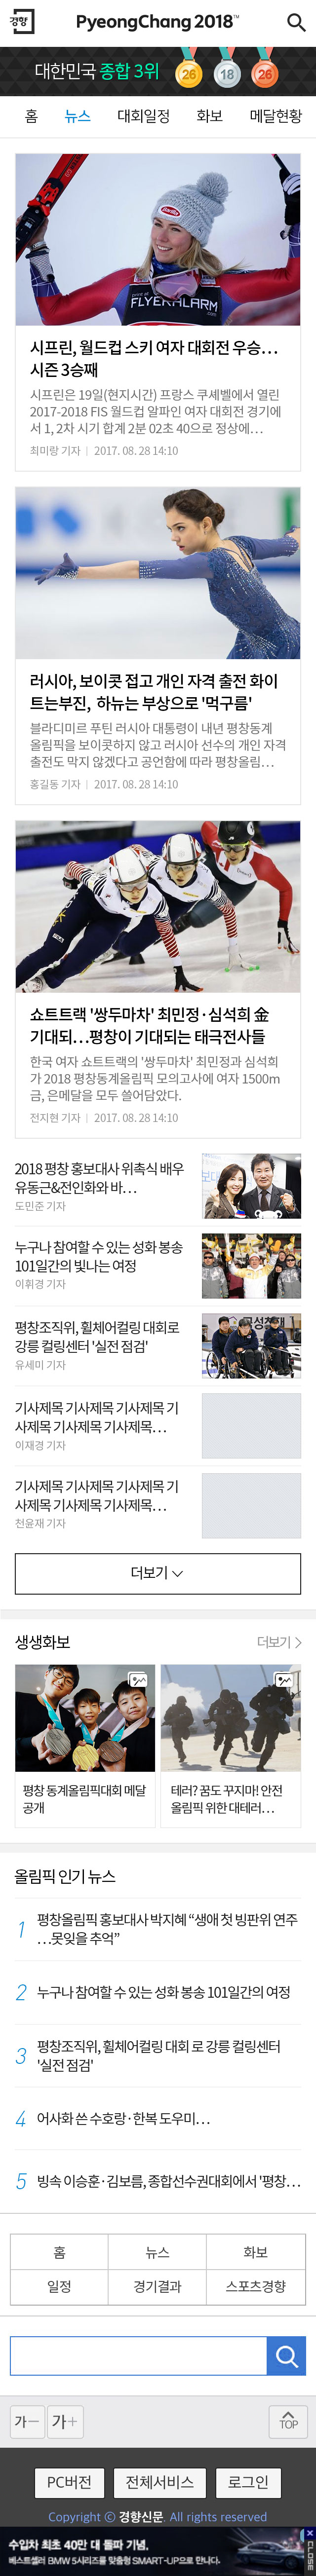 경향
PyeongChang 2018™
대한민국 종합 3위 26 18 26
홈 뉴스 대회일정 화보 메달현황
FLYERALARM
시프린, 월드컵 스키 여자 대회전 우승…
시즌 3승째
시프린은 19일(현지시간) 프랑스 쿠셰벨에서 열린
2017-2018 FIS 월드컵 알파인 여자 대회전 경기에
서 1, 2차 시기 합계 2분 02초 40으로 정상에…
최미랑 기자 | 2017. 08. 28 14:10
러시아, 보이콧 접고 개인 자격 출전 화이
트는부진, 하뉴는 부상으로 '먹구름'
블라디미르 푸틴 러시아 대통령이 내년 평창동계
올림픽을 보이콧하지 않고 러시아 선수의 개인 자격
출전도 막지 않겠다고 공언함에 따라 평창올림…
홍길동 기자 | 2017. 08. 28 14:10
쇼트트랙 '쌍두마차' 최민정·심석희 金
기대되…평창이 기대되는 태극전사들
한국 여자 쇼트트랙의 '쌍두마차' 최민정과 심석희
가 2018 평창동계올림픽 모의고사에 여자 1500m
금, 은메달을 모두 쓸어담았다.
전지현 기자 | 2017. 08. 28 14:10
2018 평창 홍보대사 위촉식 배우
유동근&전인화와 바…
도민준 기자
누구나 참여할 수 있는 성화 봉송
101일간의 빛나는 여정
이휘경 기자
평창조직위, 휠체어컬링 대회로
강릉 컬링센터 '실전 점검'
유세미 기자
기사제목 기사제목 기사제목 기
사제목 기사제목 기사제목…
이재경 기자
기사제목 기사제목 기사제목 기
사제목 기사제목 기사제목…
천윤재 기자
더보기
생생화보 더보기
평창 동계올림픽대회 메달
공개
테러? 꿈도 꾸지마! 안전
올림픽 위한 대테러…
올림픽 인기 뉴스
1 평창올림픽 홍보대사 박지혜 “생애 첫 빙판위 연주
…못잊을 추억”
2 누구나 참여할 수 있는 성화 봉송 101일간의 여정
3 평창조직위, 휠체어컬링 대회 로 강릉 컬링센터
'실전 점검'
4 어사화 쓴 수호랑·한복 도우미…
5 빙속 이승훈·김보름, 종합선수권대회에서 '평창…
홈 뉴스 화보
일정 경기결과 스포츠경향
가— 가+ TOP
PC버전 전체서비스 로그인
Copyright ⓒ 경향신문. All rights reserved
수입차 최초 40만 대 돌파 기념.
베스트셀러 BMW 5시리즈를 맞춤형 SMART-UP으로 만나다.
X CLOSE